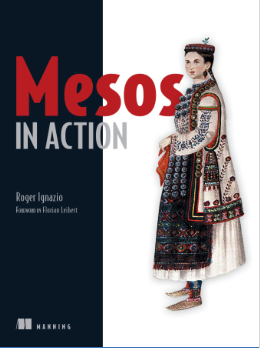 Mesos
IN ACTION
Roger Ignazio
FOREWORD BY Florian Leibert
MANNING